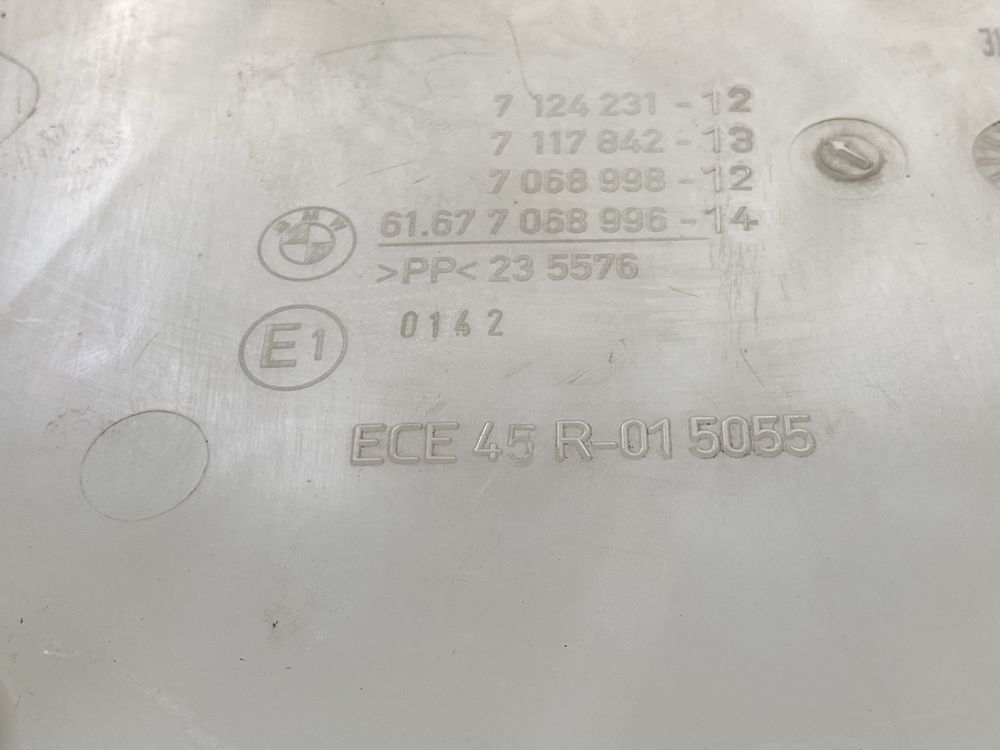 7 124 231 - 12
7 117 842 - 13
7 068 998 - 12
BMW 61.67 7 068 996 - 14
>PP< 23 5576
E1 0142
ECE 45 R-01 5055